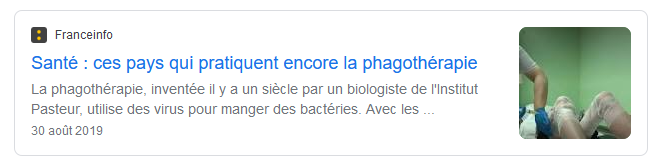 Franceinfo
Santé : ces pays qui pratiquent encore la phagothérapie
La phagothérapie, inventée il y a un siècle par un biologiste de l'Institut
Pasteur, utilise des virus pour manger des bactéries. Avec les ...
30 août 2019